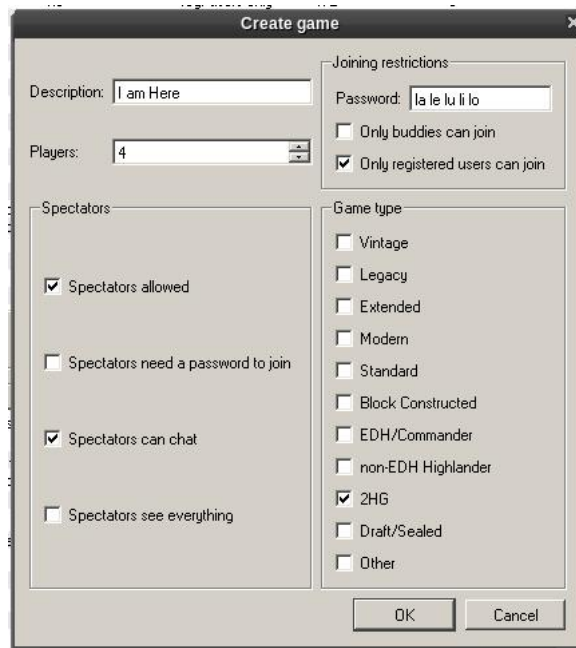 Create game
Description: I am Here
Players: 4
Joining restrictions
Password: la le lu li lo
Only buddies can join
Only registered users can join
Spectators
Spectators allowed
Spectators need a password to join
Spectators can chat
Spectators see everything
Game type
Vintage
Legacy
Extended
Modern
Standard
Block Constructed
EDH/Commander
non-EDH Highlander
2HG
Draft/Sealed
Other
OK
Cancel